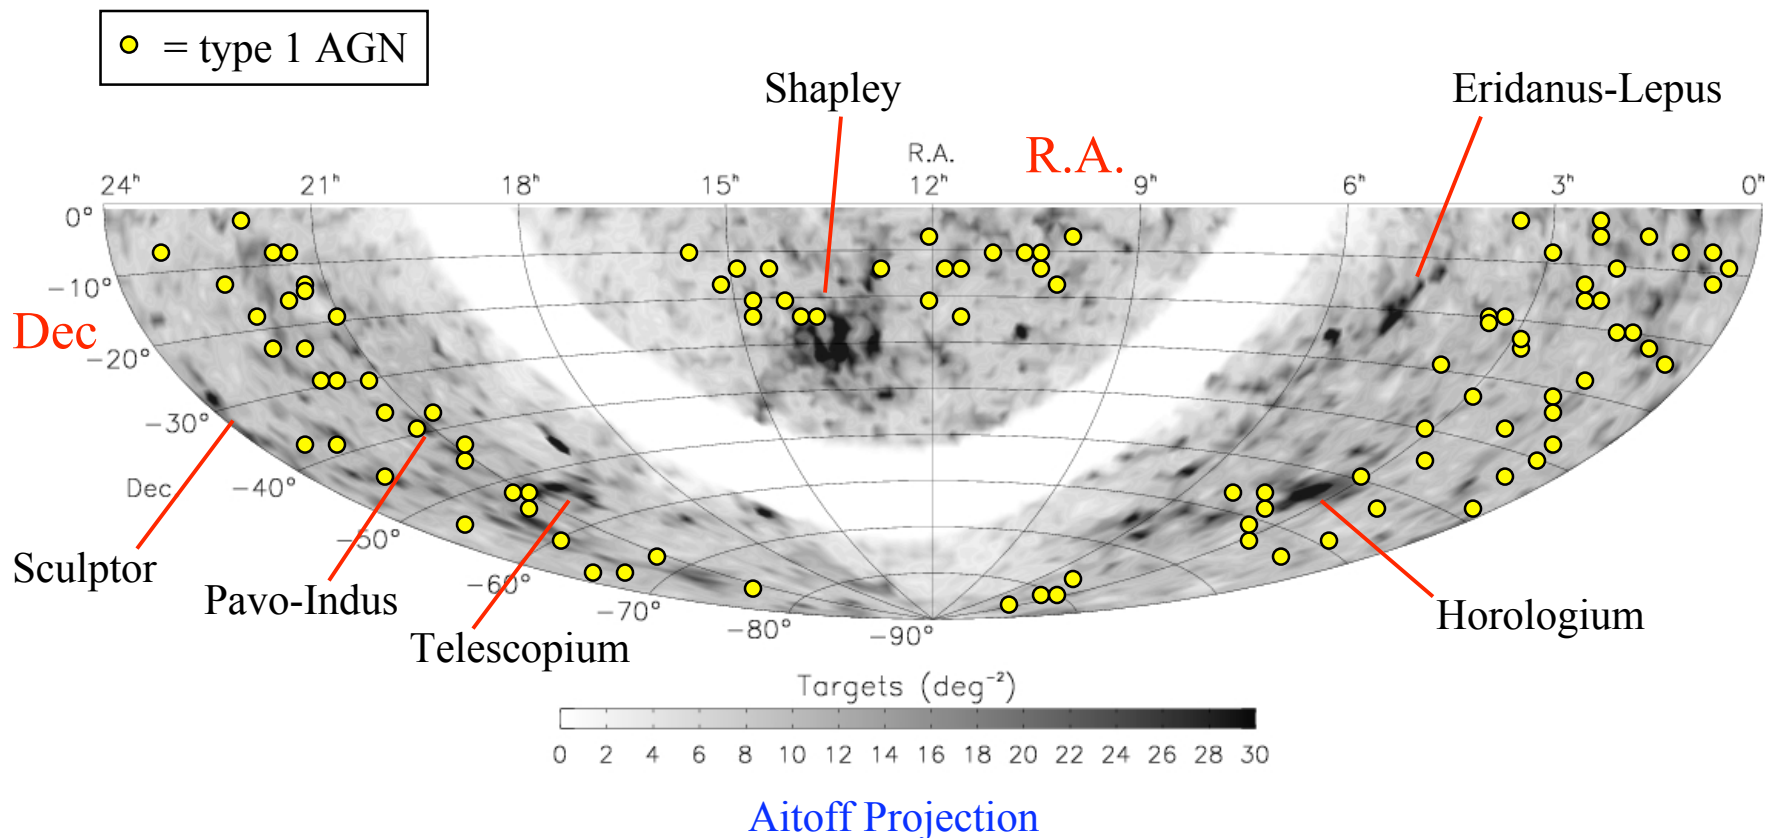 = type 1 AGN
Shapley
Eridanus-Lepus
R.A.
R.A.
24ʰ 21ʰ 18ʰ 15ʰ 12ʰ 9ʰ 6ʰ 3ʰ 0ʰ
0°
−10°
Dec
−20°
−30°
Dec
−40°
−50°
Sculptor
−60°
Pavo-Indus
−70°
Horologium
−80°
−90°
Telescopium
Targets (deg⁻²)
0 2 4 6 8 10 12 14 16 18 20 22 24 26 28 30
Aitoff Projection